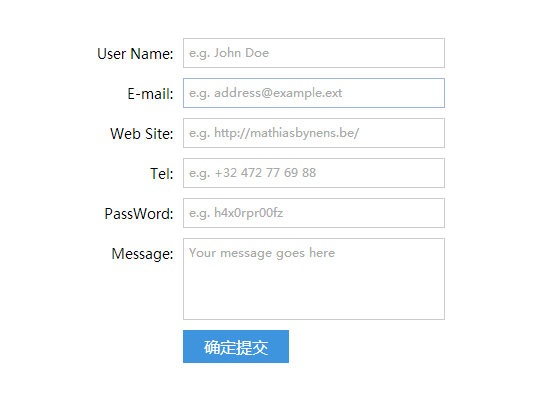 User Name: e.g. John Doe
E-mail: e.g. address@example.ext
Web Site: e.g. http://mathiasbynens.be/
Tel: e.g. +32 472 77 69 88
PassWord: e.g. h4x0rpr00fz
Message: Your message goes here
确定提交